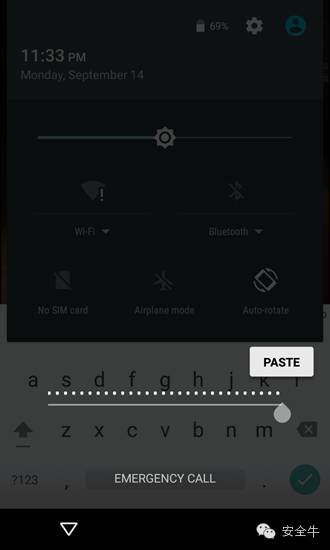 69%
11:33 PM
Monday, September 14
Wi-Fi
Bluetooth
No SIM card
Airplane mode
Auto-rotate
PASTE
a s d f g h j k l
z x c v b n m
?123 , EMERGENCY CALL .
安全牛